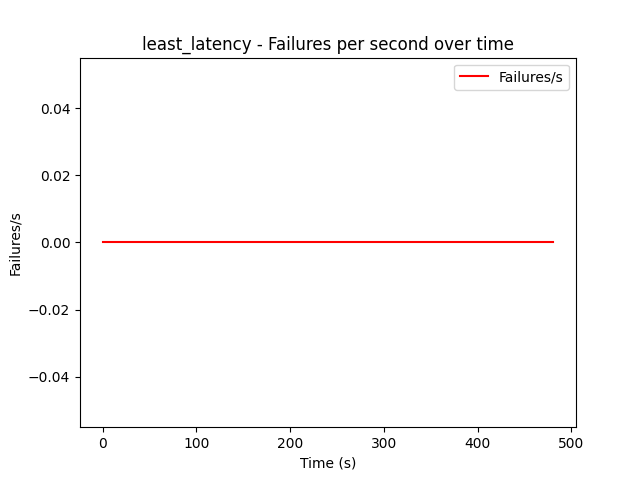 least_latency - Failures per second over time
Failures/s
0.04
0.02
0.00
−0.02
−0.04
Failures/s
0 100 200 300 400 500
Time (s)